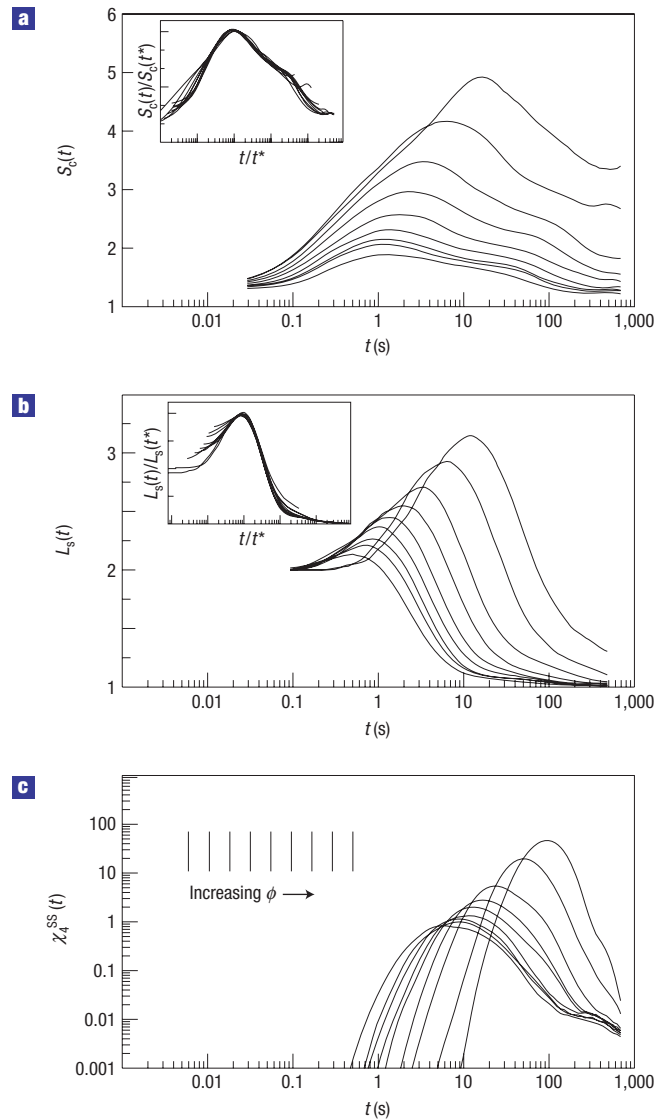 a
6
5
4
3
2
1
S_c(t)
0.01 0.1 1 10 100 1,000
t (s)
S_c(t)/S_c(t*)
t/t*
b
3
2
1
L_s(t)
0.01 0.1 1 10 100 1,000
t (s)
L_s(t)/L_s(t*)
t/t*
c
100
10
1
0.1
0.01
0.001
χ₄^SS(t)
Increasing ϕ →
0.01 0.1 1 10 100 1,000
t (s)